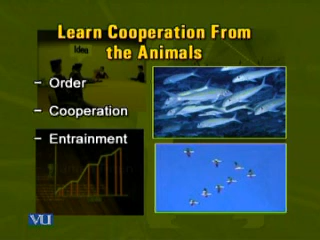 Learn Cooperation From
the Animals
Idea
- Order
- Cooperation
- Entrainment
VU